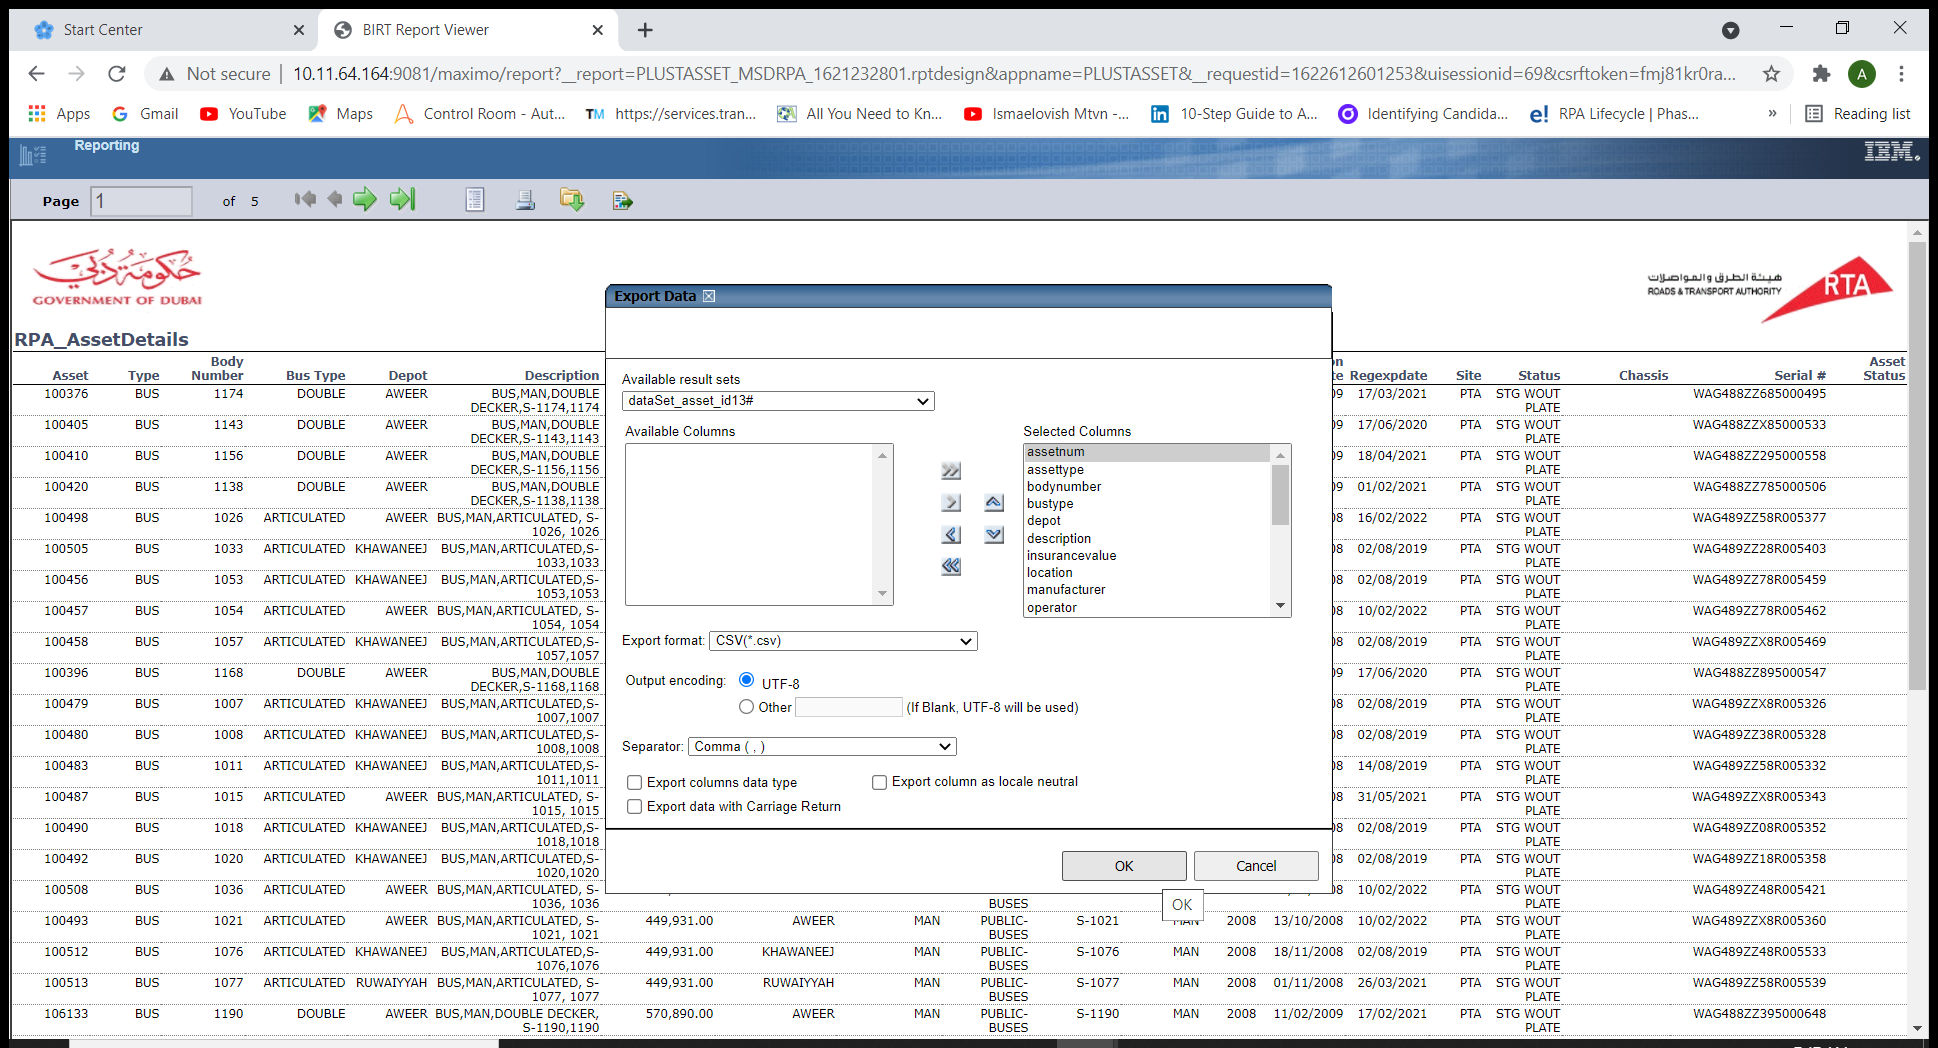 Start Center
BIRT Report Viewer
Not secure | 10.11.64.164:9081/maximo/report?__report=PLUSTASSET_MSDRPA_1621232801.rptdesign&appname=PLUSTASSET&__requestid=1622612601253&uisessionid=69&csrftoken=fmj81kr0ra...
A
Apps Gmail YouTube Maps Control Room - Aut... TM https://services.tran... All You Need to Kn... Ismaelovish Mtvn -... 10-Step Guide to A... Identifying Candida... e! RPA Lifecycle | Phas... » Reading list
Reporting
IBM.
Page 1 of 5
حكومة دبي
GOVERNMENT OF DUBAI
هيئة الطرق و المواصلات
ROADS & TRANSPORT AUTHORITY
RTA
RPA_AssetDetails
Export Data
Available result sets
dataSet_asset_id13#
Available Columns
Selected Columns
assetnum
assettype
bodynumber
bustype
depot
description
insurancevalue
location
manufacturer
operator
Export format: CSV(*.csv)
Output encoding: UTF-8
Other (If Blank, UTF-8 will be used)
Separator: Comma ( , )
Export columns data type
Export column as locale neutral
Export data with Carriage Return
OK Cancel
OK
Asset Type Body Number Bus Type Depot Description Regexpdate Site Status Chassis Serial # Asset Status
100376 BUS 1174 DOUBLE AWEER BUS,MAN,DOUBLE 09 17/03/2021 PTA STG WOUT WAG488ZZ685000495
DECKER,S-1174,1174 PLATE
100405 BUS 1143 DOUBLE AWEER BUS,MAN,DOUBLE 09 17/06/2020 PTA STG WOUT WAG488ZZX85000533
DECKER,S-1143,1143 PLATE
100410 BUS 1156 DOUBLE AWEER BUS,MAN,DOUBLE 09 18/04/2021 PTA STG WOUT WAG488ZZ295000558
DECKER,S-1156,1156 PLATE
100420 BUS 1138 DOUBLE AWEER BUS,MAN,DOUBLE 09 01/02/2021 PTA STG WOUT WAG488ZZ785000506
DECKER,S-1138,1138 PLATE
100498 BUS 1026 ARTICULATED AWEER BUS,MAN,ARTICULATED, S- 08 16/02/2022 PTA STG WOUT WAG489ZZ58R005377
1026, 1026 PLATE
100505 BUS 1033 ARTICULATED KHAWANEEJ BUS,MAN,ARTICULATED,S- 08 02/08/2019 PTA STG WOUT WAG489ZZ28R005403
1033,1033 PLATE
100456 BUS 1053 ARTICULATED KHAWANEEJ BUS,MAN,ARTICULATED,S- 08 02/08/2019 PTA STG WOUT WAG489ZZ78R005459
1053,1053 PLATE
100457 BUS 1054 ARTICULATED AWEER BUS,MAN,ARTICULATED, S- 08 10/02/2022 PTA STG WOUT WAG489ZZ78R005462
1054, 1054 PLATE
100458 BUS 1057 ARTICULATED KHAWANEEJ BUS,MAN,ARTICULATED,S- 08 02/08/2019 PTA STG WOUT WAG489ZZX8R005469
1057,1057 PLATE
100396 BUS 1168 DOUBLE AWEER BUS,MAN,DOUBLE 09 17/06/2020 PTA STG WOUT WAG488ZZ895000547
DECKER,S-1168,1168 PLATE
100479 BUS 1007 ARTICULATED KHAWANEEJ BUS,MAN,ARTICULATED,S- 08 02/08/2019 PTA STG WOUT WAG489ZZX8R005326
1007,1007 PLATE
100480 BUS 1008 ARTICULATED KHAWANEEJ BUS,MAN,ARTICULATED,S- 08 02/08/2019 PTA STG WOUT WAG489ZZ38R005328
1008,1008 PLATE
100483 BUS 1011 ARTICULATED KHAWANEEJ BUS,MAN,ARTICULATED,S- 08 14/08/2019 PTA STG WOUT WAG489ZZ58R005332
1011,1011 PLATE
100487 BUS 1015 ARTICULATED AWEER BUS,MAN,ARTICULATED, S- 08 31/05/2021 PTA STG WOUT WAG489ZZX8R005343
1015, 1015 PLATE
100490 BUS 1018 ARTICULATED KHAWANEEJ BUS,MAN,ARTICULATED,S- 08 02/08/2019 PTA STG WOUT WAG489ZZ08R005352
1018,1018 PLATE
100492 BUS 1020 ARTICULATED KHAWANEEJ BUS,MAN,ARTICULATED,S- 08 02/08/2019 PTA STG WOUT WAG489ZZ18R005358
1020,1020 PLATE
100508 BUS 1036 ARTICULATED AWEER BUS,MAN,ARTICULATED, S- 08 10/02/2022 PTA STG WOUT WAG489ZZ48R005421
1036, 1036 BUSES PLATE
100493 BUS 1021 ARTICULATED AWEER BUS,MAN,ARTICULATED, S- 449,931.00 AWEER MAN PUBLIC- S-1021 MAN 2008 13/10/2008 10/02/2022 PTA STG WOUT WAG489ZZX8R005360
1021, 1021 BUSES PLATE
100512 BUS 1076 ARTICULATED KHAWANEEJ BUS,MAN,ARTICULATED,S- 449,931.00 KHAWANEEJ MAN PUBLIC- S-1076 MAN 2008 18/11/2008 02/08/2019 PTA STG WOUT WAG489ZZ48R005533
1076,1076 BUSES PLATE
100513 BUS 1077 ARTICULATED RUWAIYYAH BUS,MAN,ARTICULATED, S- 449,931.00 RUWAIYYAH MAN PUBLIC- S-1077 MAN 2008 01/11/2008 26/03/2021 PTA STG WOUT WAG489ZZ58R005539
1077, 1077 BUSES PLATE
106133 BUS 1190 DOUBLE AWEER BUS,MAN,DOUBLE DECKER, 570,890.00 AWEER MAN PUBLIC- S-1190 MAN 2008 11/02/2009 17/02/2021 PTA STG WOUT WAG488ZZ395000648
S-1190,1190 BUSES PLATE